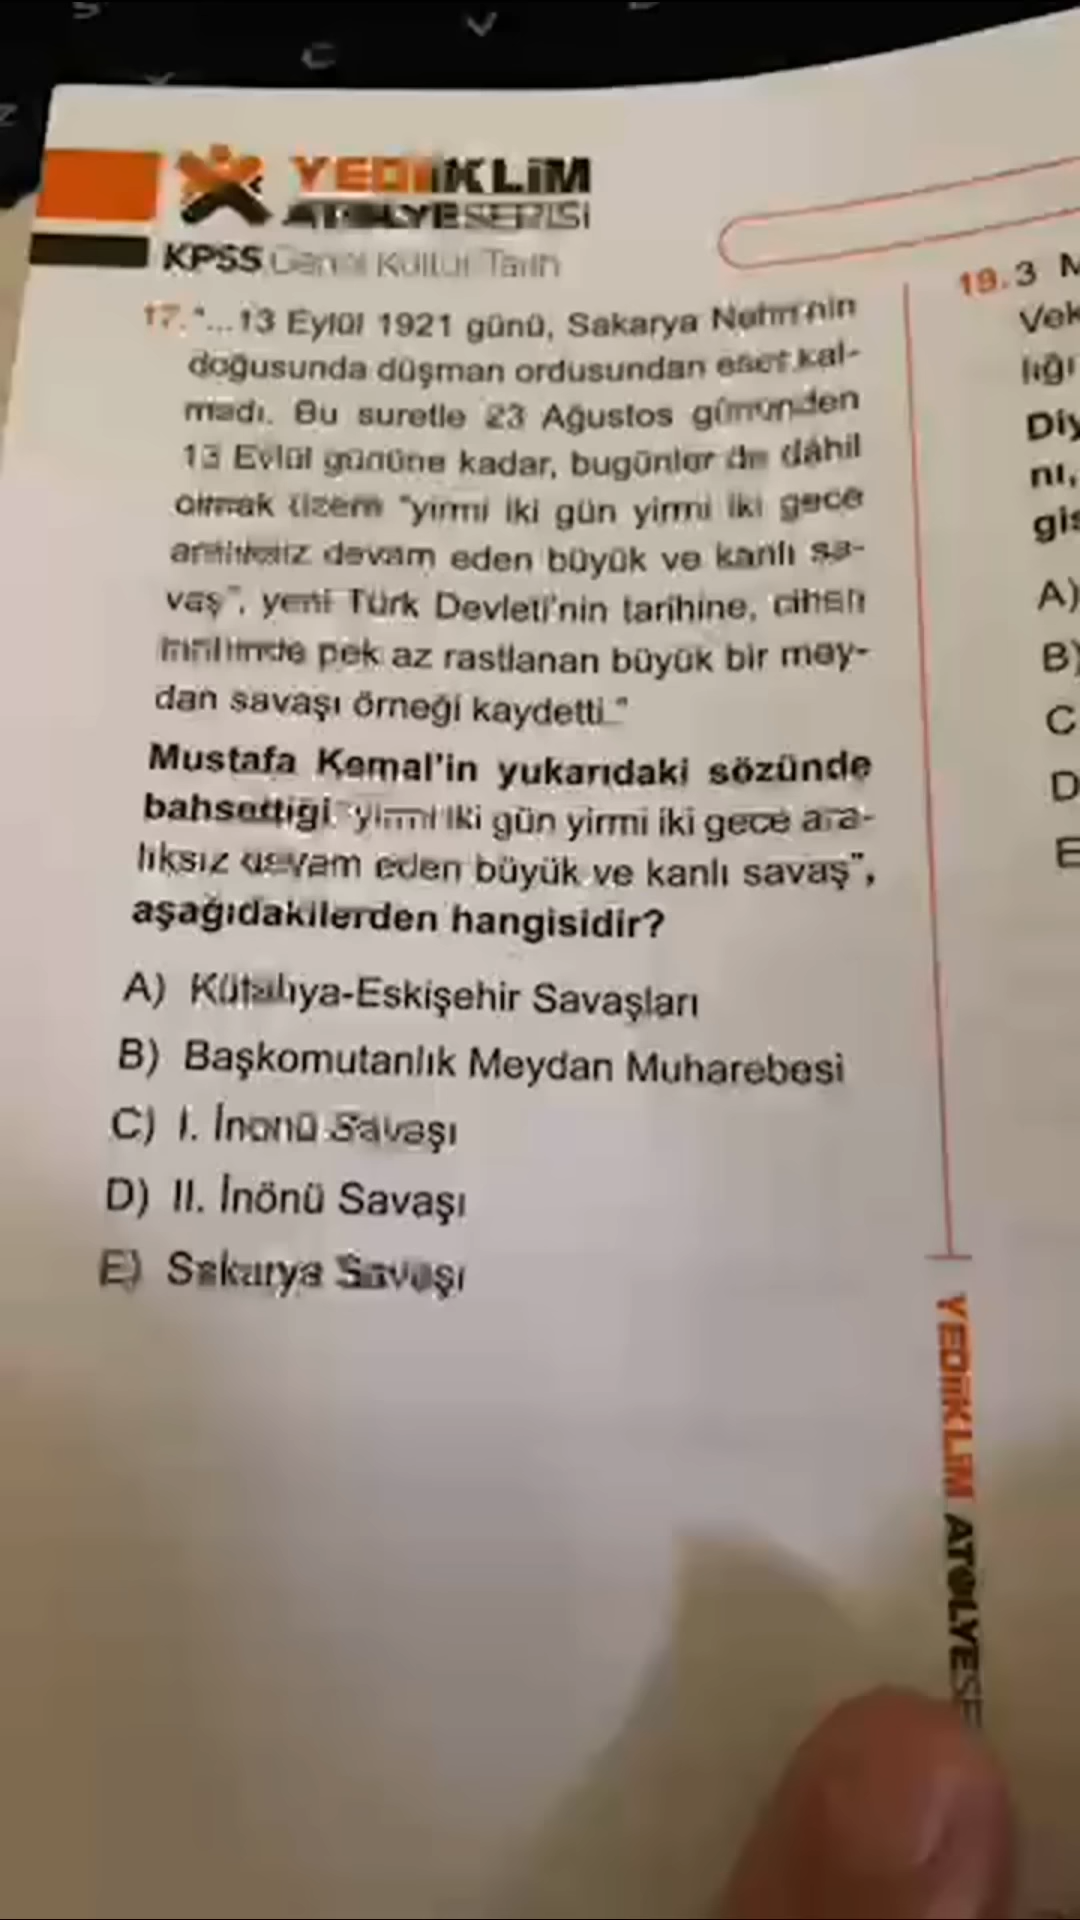 YEDİİKLİM
ATÖLYESERİSİ
KPSS Genel Kültür Tarih
17. "...13 Eylül 1921 günü, Sakarya Nehri'nin
doğusunda düşman ordusundan eser kal-
madı. Bu suretle 23 Ağustos gününden
13 Eylül gününe kadar, bugünler de dâhil
olmak üzere "yirmi iki gün yirmi iki gece
aralıksız devam eden büyük ve kanlı sa-
vaş", yeni Türk Devleti'nin tarihine, cihan
pek az rastlanan büyük bir mey-
dan savaşı örneği kaydetti."
Mustafa Kemal'in yukarıdaki sözünde
bahsettiği "yirmi iki gün yirmi iki gece ara-
lıksız devam eden büyük ve kanlı savaş",
aşağıdakilerden hangisidir?
A) Kütahya-Eskişehir Savaşları
B) Başkomutanlık Meydan Muharebesi
C) I. İnönü Savaşı
D) II. İnönü Savaşı
E) Sakarya Savaşı
YEDİİKLİM ATÖLYESE
19. 3 M
Vek
lığı
Diy
nı,
gis
A)
B)
C
D
E